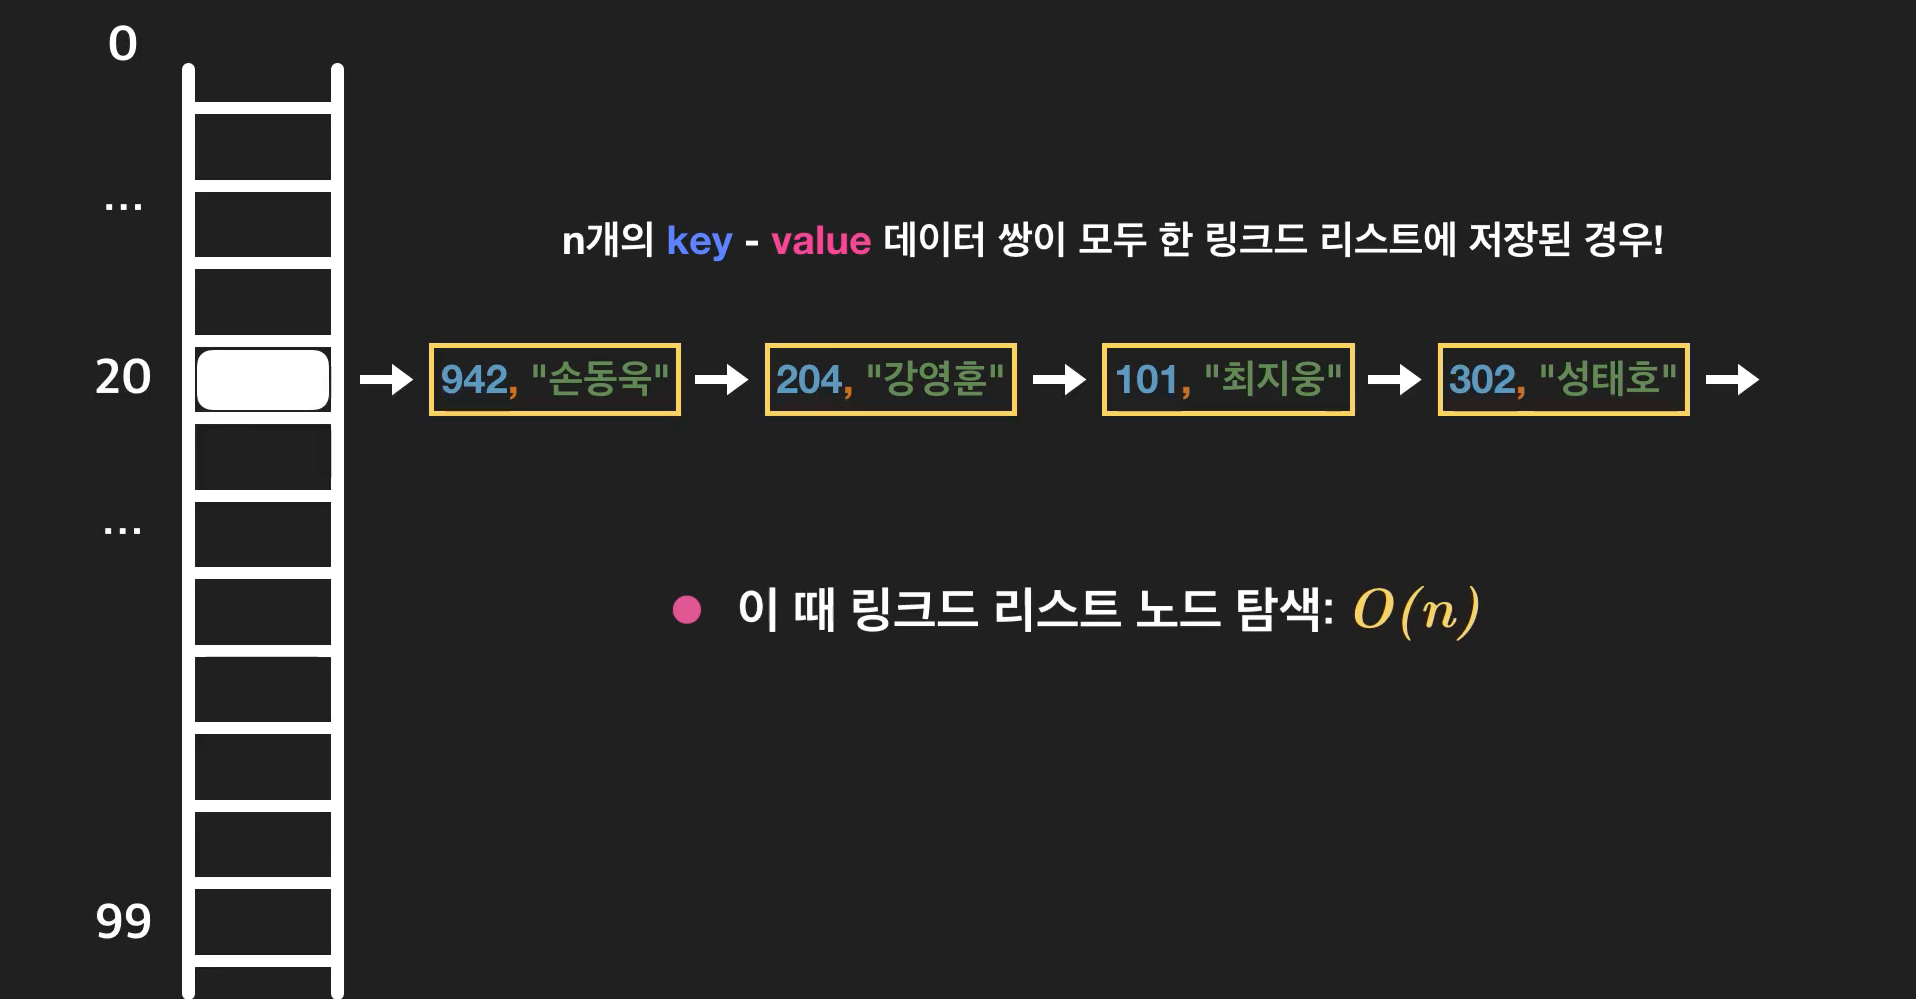 0
...
n개의 key - value 데이터 쌍이 모두 한 링크드 리스트에 저장된 경우!
20
942, "손동욱"
204, "강영훈"
101, "최지웅"
302, "성태호"
...
이 때 링크드 리스트 노드 탐색: O(n)
99